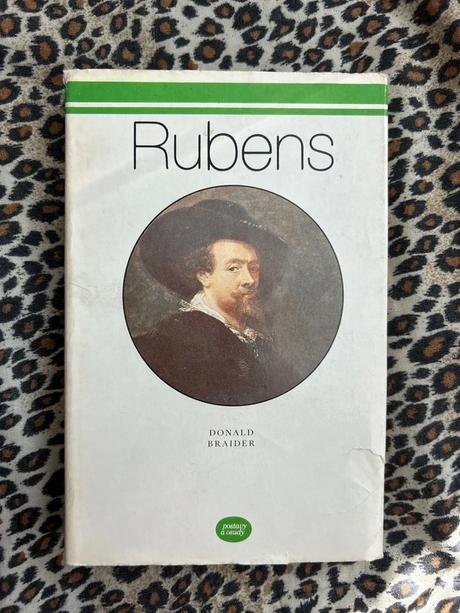 Rubens
DONALD
BRAIDER
postavy
a osudy